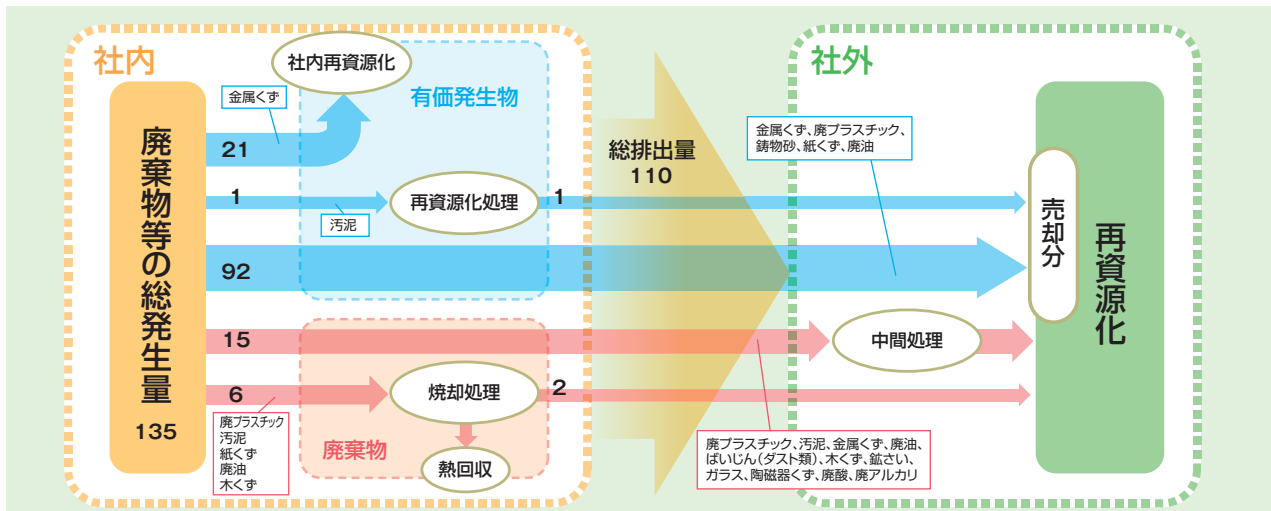 社内
廃棄物等の総発生量
135
金属くず
21
社内再資源化
有価発生物
1
汚泥
再資源化処理
1
92
15
6
廃プラスチック
汚泥
紙くず
廃油
木くず
焼却処理
2
廃棄物
熱回収
総排出量
110
社外
金属くず、廃プラスチック、
鋳物砂、紙くず、廃油
売却分
再資源化
中間処理
廃プラスチック、汚泥、金属くず、廃油、
ばいじん(ダスト類)、木くず、鉱さい、
ガラス、陶磁器くず、廃酸、廃アルカリ